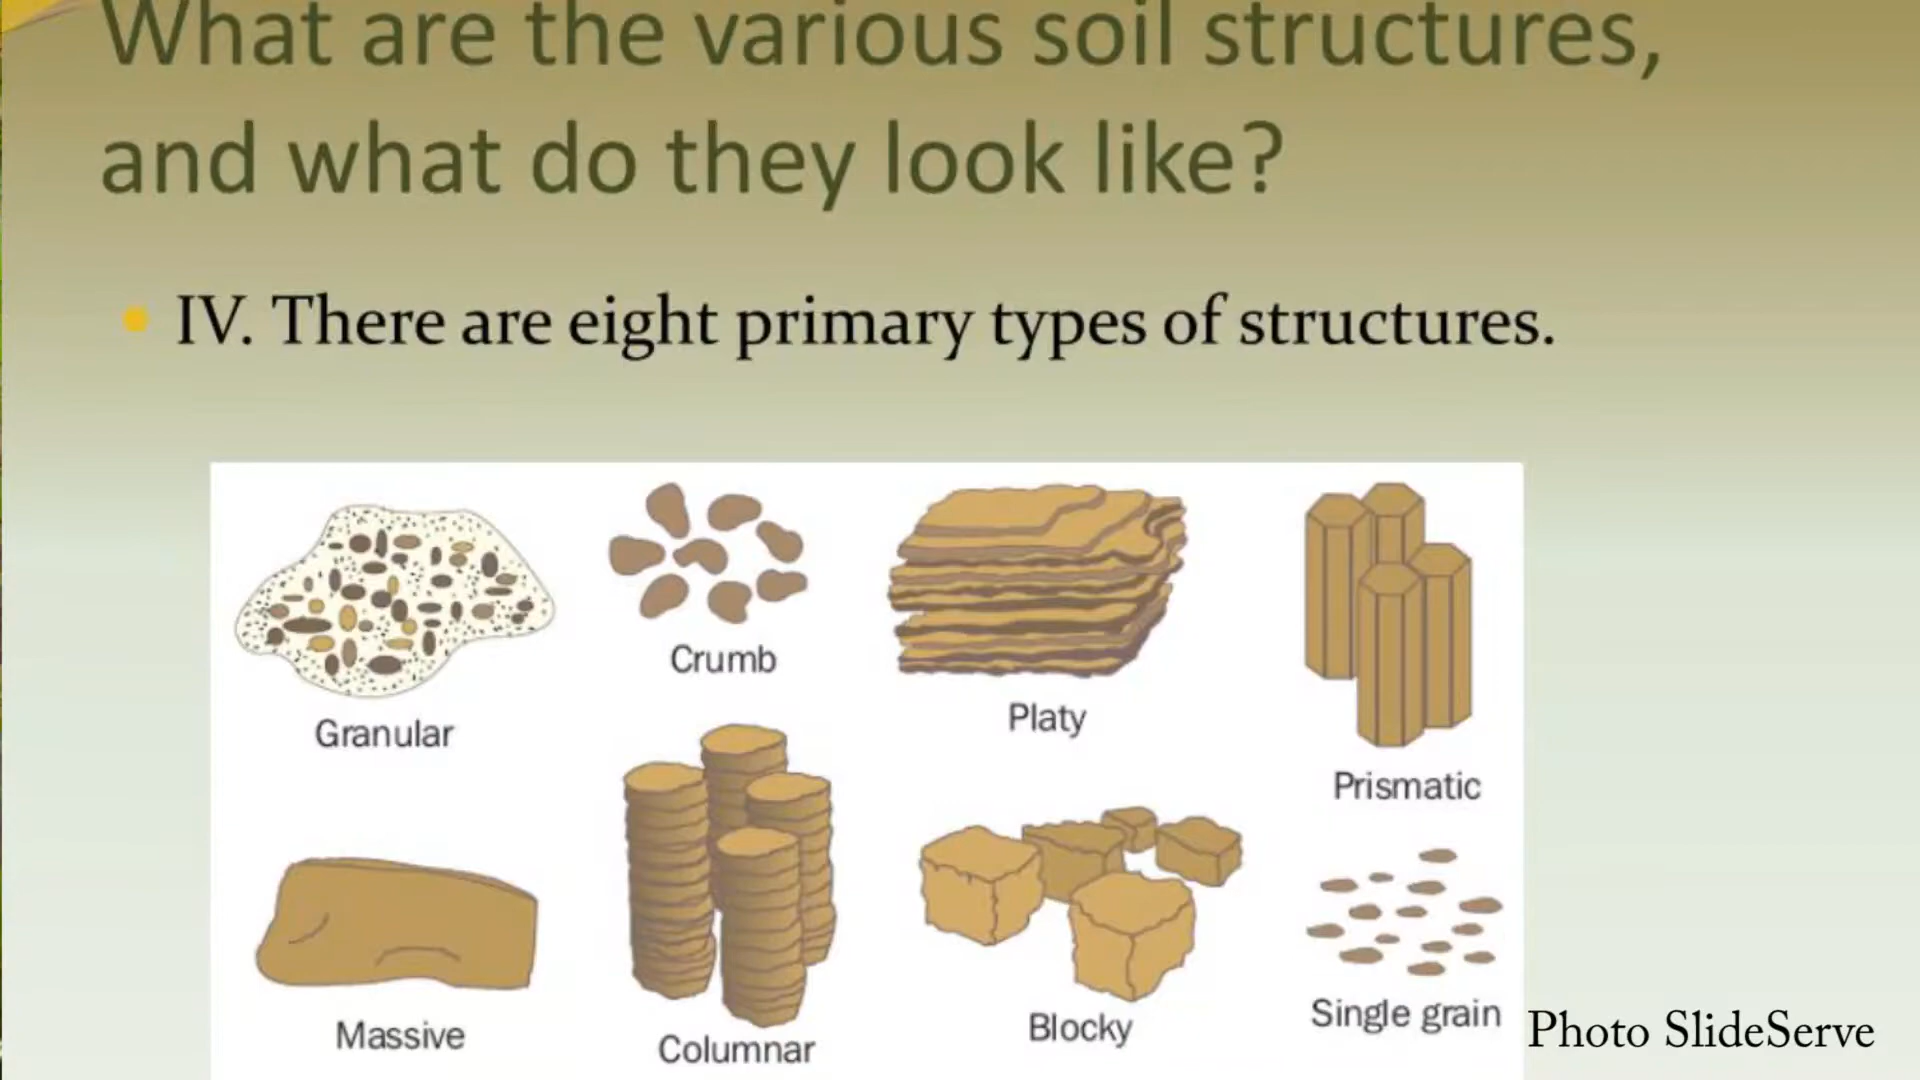 What are the various soil structures,
and what do they look like?
IV. There are eight primary types of structures.
Granular
Crumb
Platy
Prismatic
Massive
Columnar
Blocky
Single grain
Photo SlideServe